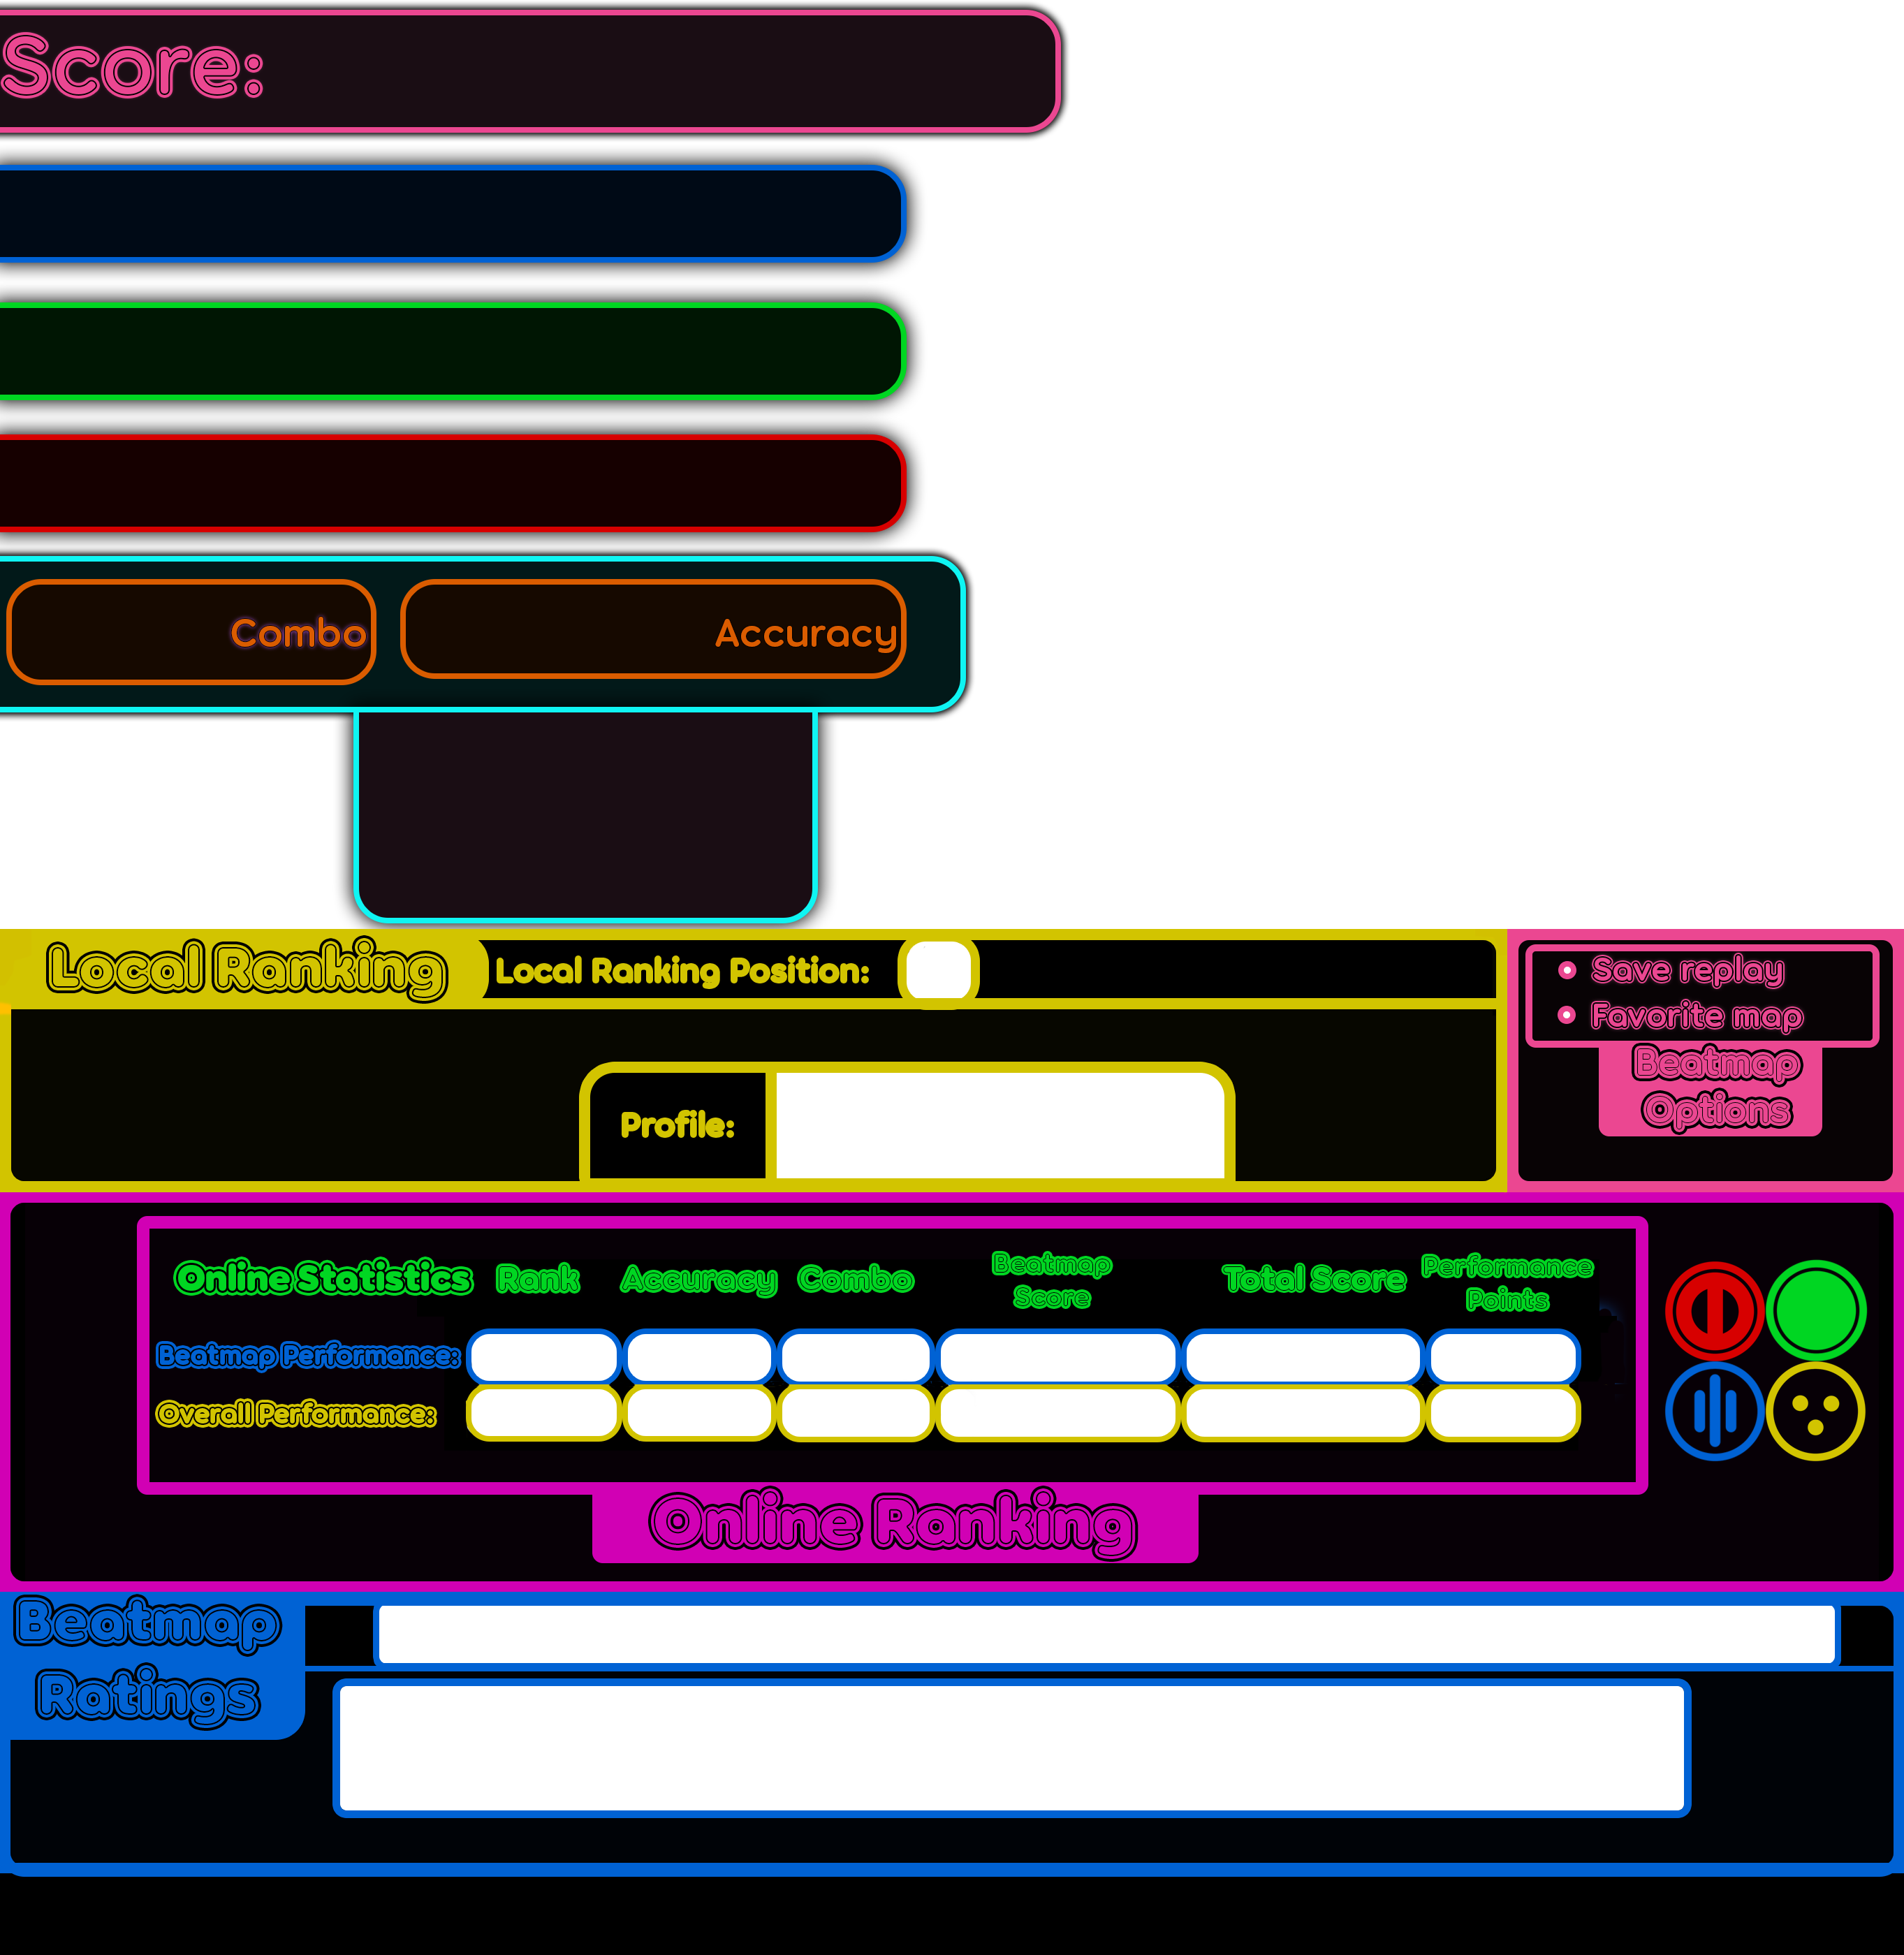 Score:
Combo
Accuracy
Local Ranking
Local Ranking Position:
Save replay
Favorite map
Beatmap
Options
Profile:
Online Statistics
Rank
Accuracy
Combo
Beatmap
Score
Total Score
Performance
Points
Beatmap Performance:
Overall Performance:
Online Ranking
Beatmap
Ratings